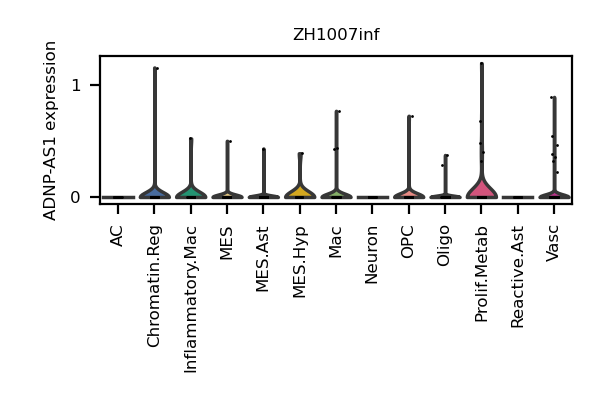 ZH1007inf
ADNP-AS1 expression
1
0
AC
Chromatin.Reg
Inflammatory.Mac
MES
MES.Ast
MES.Hyp
Mac
Neuron
OPC
Oligo
Prolif.Metab
Reactive.Ast
Vasc